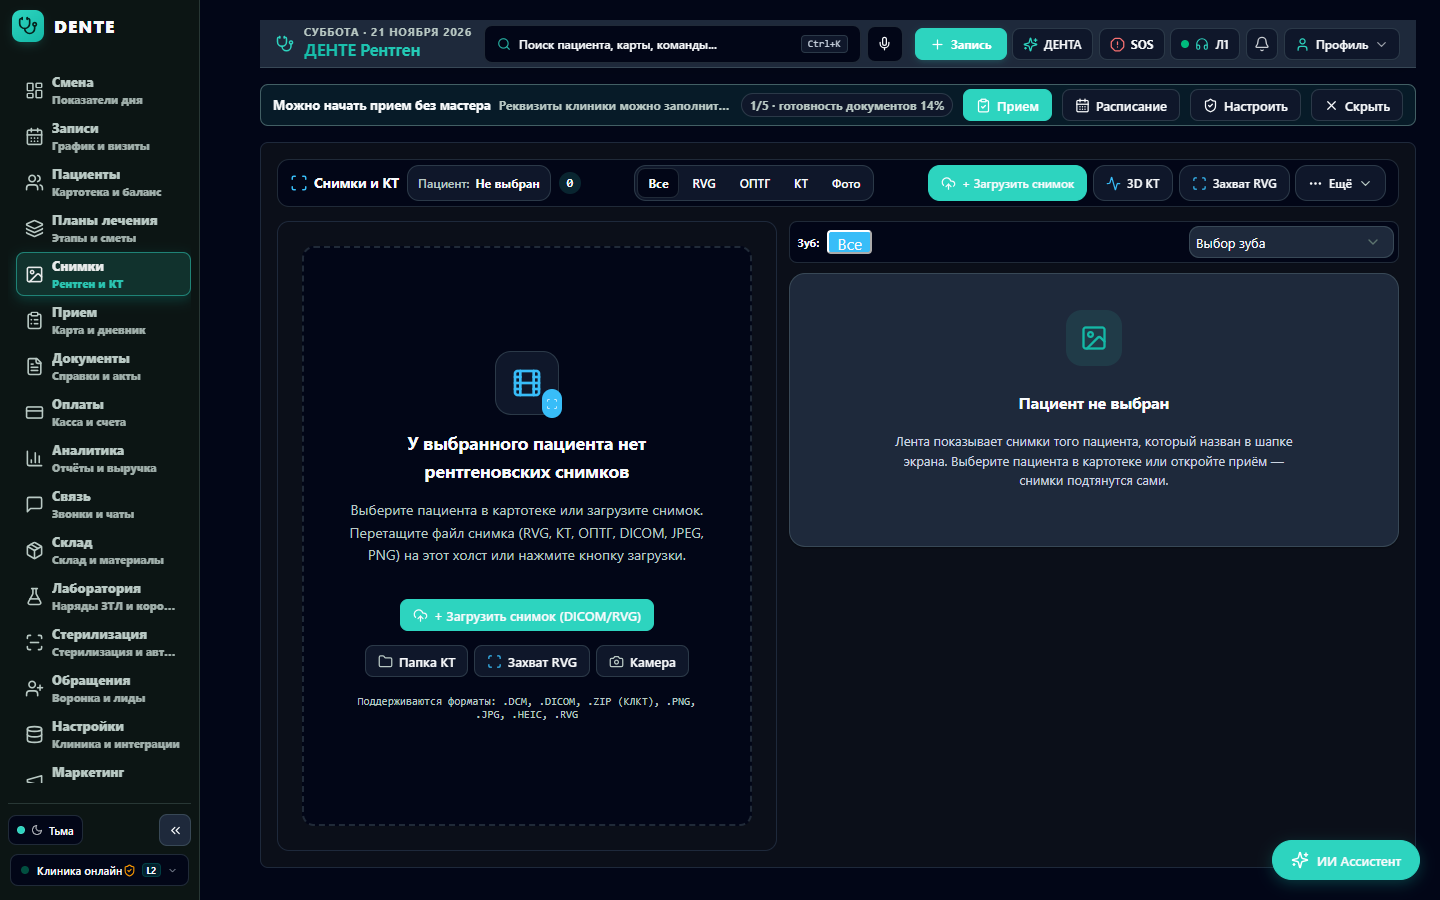 DENTE
Смена
Показатели дня
Записи
График и визиты
Пациенты
Картотека и баланс
Планы лечения
Этапы и сметы
Снимки
Рентген и КТ
Прием
Карта и дневник
Документы
Справки и акты
Оплаты
Касса и счета
Аналитика
Отчёты и выручка
Связь
Звонки и чаты
Склад
Склад и материалы
Лаборатория
Наряды ЗТЛ и коро...
Стерилизация
Стерилизация и авт...
Обращения
Воронка и лиды
Настройки
Клиника и интеграции
Маркетинг
Тьма
Клиника онлайн L2
СУББОТА · 21 НОЯБРЯ 2026
ДЕНТЕ Рентген
Поиск пациента, карты, команды... Ctrl+K
Запись
ДЕНТА
SOS
Л1
Профиль
Можно начать прием без мастера Реквизиты клиники можно заполнит... 1/5 · готовность документов 14%
Прием
Расписание
Настроить
Скрыть
Снимки и КТ Пациент: Не выбран 0
Все RVG ОПТГ КТ Фото
+ Загрузить снимок
3D КТ
Захват RVG
Ещё
У выбранного пациента нет
рентгеновских снимков
Выберите пациента в картотеке или загрузите снимок.
Перетащите файл снимка (RVG, КТ, ОПТГ, DICOM, JPEG,
PNG) на этот холст или нажмите кнопку загрузки.
+ Загрузить снимок (DICOM/RVG)
Папка КТ
Захват RVG
Камера
Поддерживаются форматы: .DCM, .DICOM, .ZIP (КЛКТ), .PNG,
.JPG, .HEIC, .RVG
Зуб: Все
Выбор зуба
Пациент не выбран
Лента показывает снимки того пациента, который назван в шапке
экрана. Выберите пациента в картотеке или откройте приём —
снимки подтянутся сами.
ИИ Ассистент